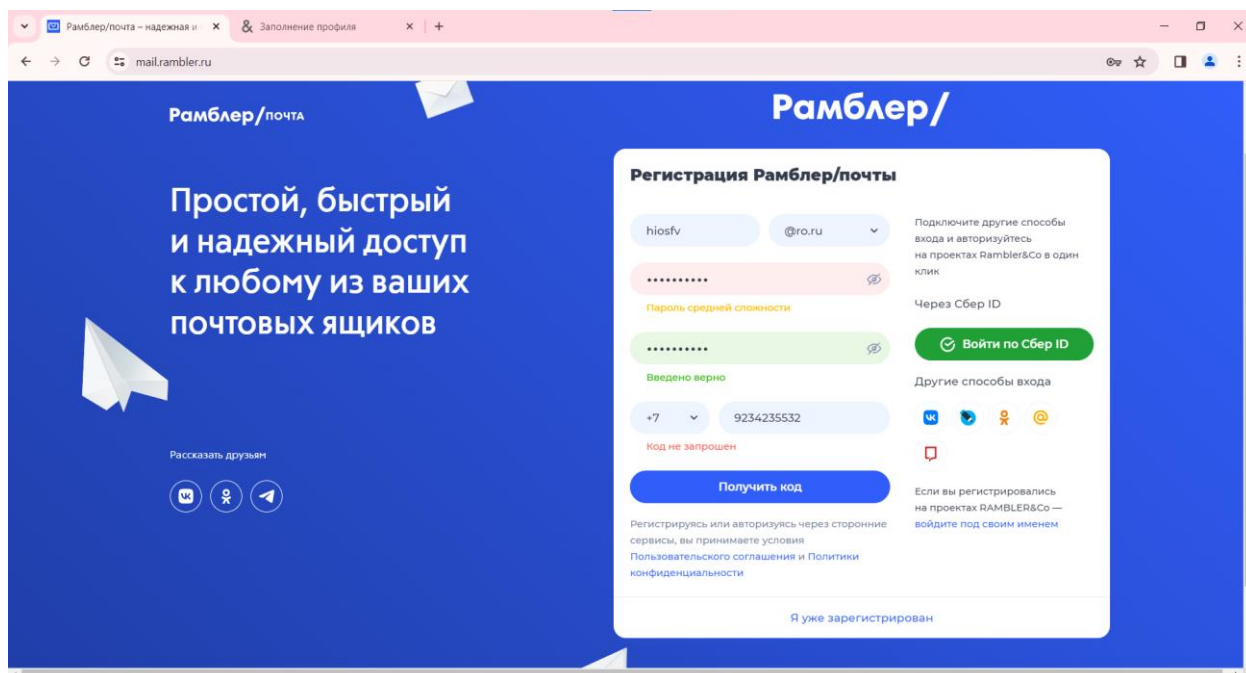 Рамблер/почта – надежная и
Заполнение профиля
mail.rambler.ru
Рамблер/почта
Простой, быстрый
и надежный доступ
к любому из ваших
почтовых ящиков
Рассказать друзьям
Рамблер/
Регистрация Рамблер/почты
hiosfv @ro.ru
••••••••••
Пароль средней сложности
••••••••••
Введено верно
+7 9234235532
Код не запрошен
Получить код
Регистрируясь или авторизуясь через сторонние
сервисы, вы принимаете условия
Пользовательского соглашения и Политики
конфиденциальности
Подключите другие способы
входа и авторизуйтесь
на проектах Rambler&Co в один
клик
Через Сбер ID
Войти по Сбер ID
Другие способы входа
Если вы регистрировались
на проектах RAMBLER&Co —
войдите под своим именем
Я уже зарегистрирован